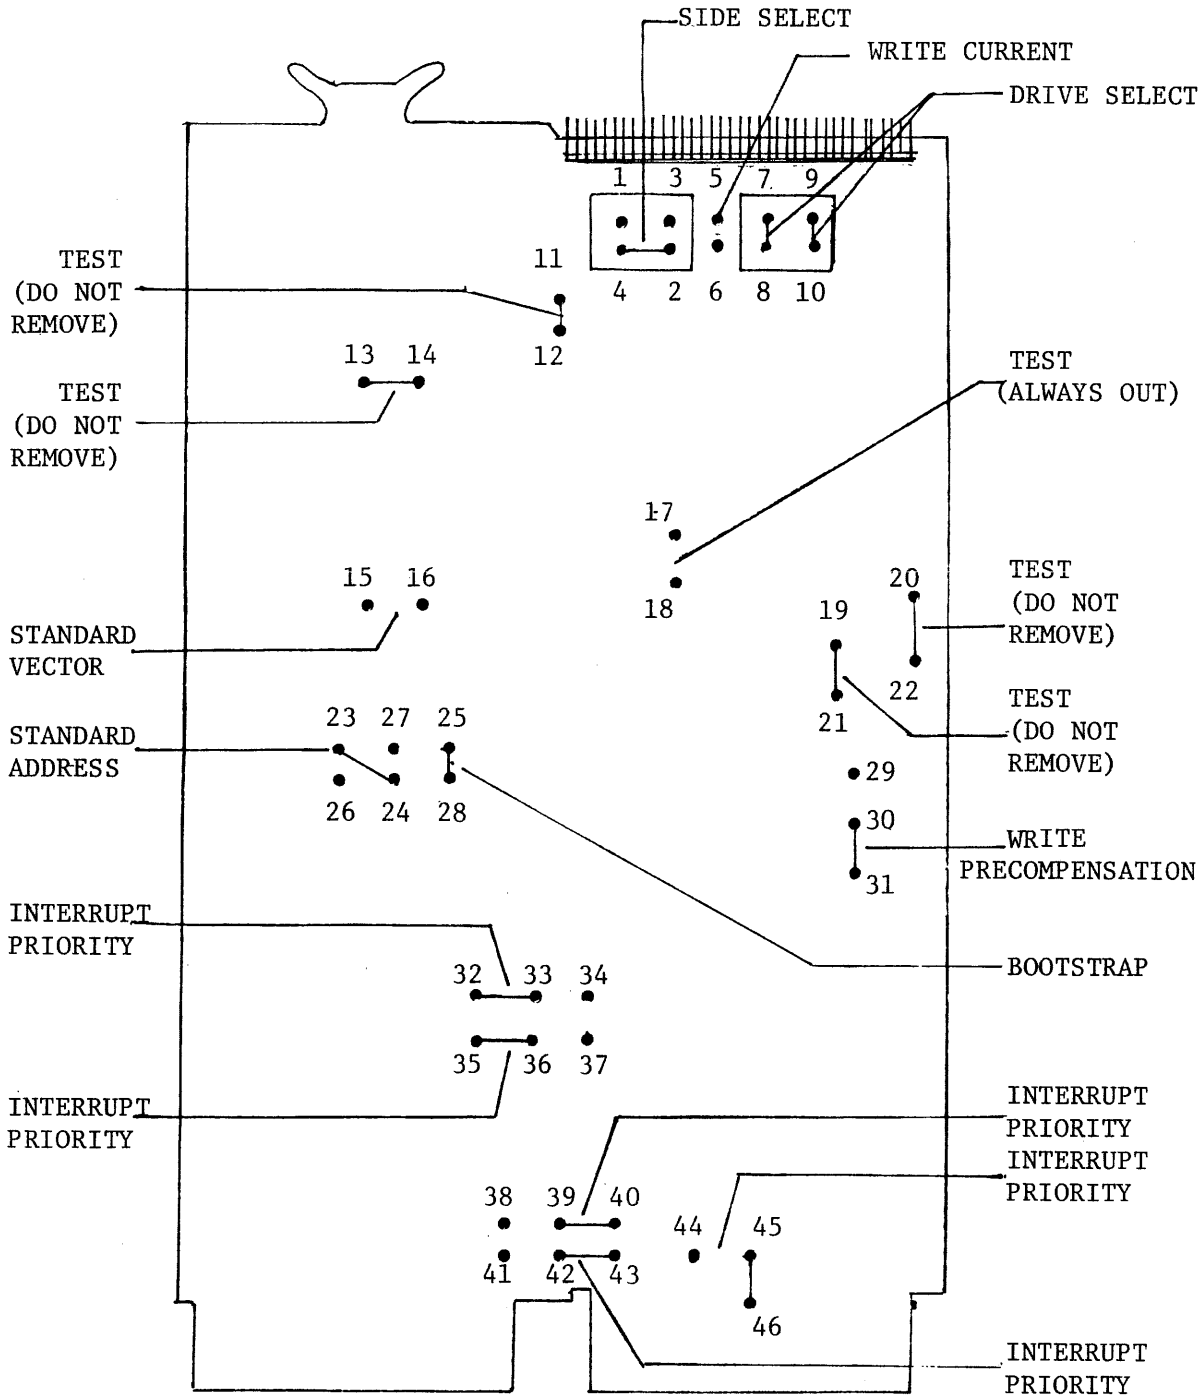 SIDE SELECT
WRITE CURRENT
DRIVE SELECT
1 3 5 7 9
4 2 6 8 10
TEST
(DO NOT
REMOVE)
11
12
13 14
TEST
(DO NOT
REMOVE)
TEST
(ALWAYS OUT)
17
18
15 16
STANDARD
VECTOR
19
20
21
22
TEST
(DO NOT
REMOVE)
TEST
(DO NOT
REMOVE)
23 27 25
STANDARD
ADDRESS
26 24 28
29
30
31
WRITE
PRECOMPENSATION
INTERRUPT
PRIORITY
BOOTSTRAP
32 33 34
35 36 37
INTERRUPT
PRIORITY
INTERRUPT
PRIORITY
INTERRUPT
PRIORITY
38 39 40
44 45
41 42 43
46
INTERRUPT
PRIORITY